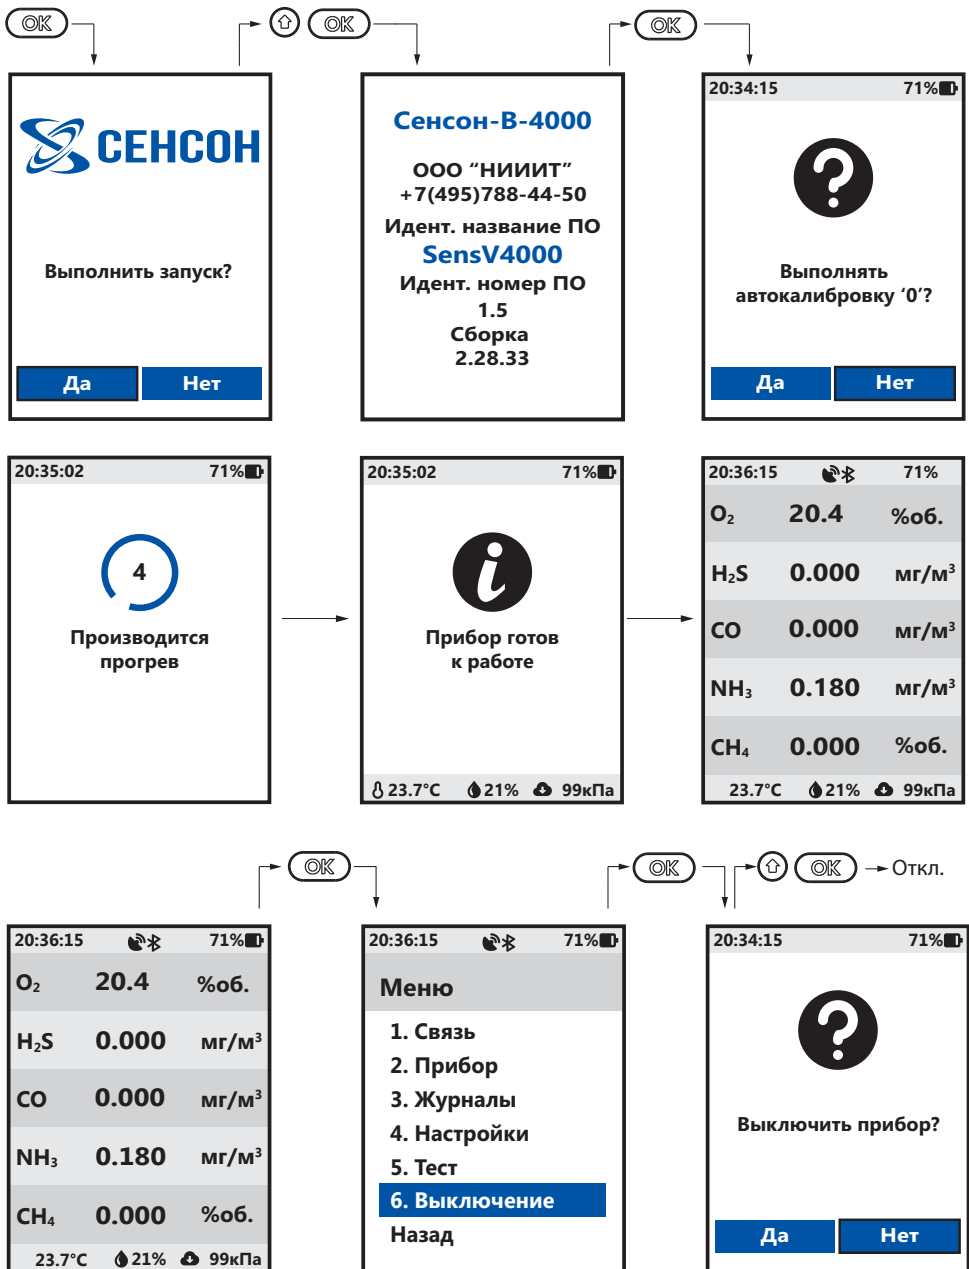 OK
OK
OK
СЕНСОН
Выполнить запуск?
Да Нет
Сенсон-В-4000
ООО “НИИИТ”
+7(495)788-44-50
Идент. название ПО
SensV4000
Идент. номер ПО
1.5
Сборка
2.28.33
20:34:15 71%
?
Выполнять
автокалибровку ‘0’?
Да Нет
20:35:02 71%
4
Производится
прогрев
20:35:02 71%
i
Прибор готов
к работе
23.7°C 21% 99кПа
20:36:15 71%
O₂ 20.4 %об.
H₂S 0.000 мг/м³
CO 0.000 мг/м³
NH₃ 0.180 мг/м³
CH₄ 0.000 %об.
23.7°C 21% 99кПа
OK
OK
OK Откл.
20:36:15 71%
O₂ 20.4 %об.
H₂S 0.000 мг/м³
CO 0.000 мг/м³
NH₃ 0.180 мг/м³
CH₄ 0.000 %об.
23.7°C 21% 99кПа
20:36:15 71%
Меню
1. Связь
2. Прибор
3. Журналы
4. Настройки
5. Тест
6. Выключение
Назад
20:34:15 71%
?
Выключить прибор?
Да Нет